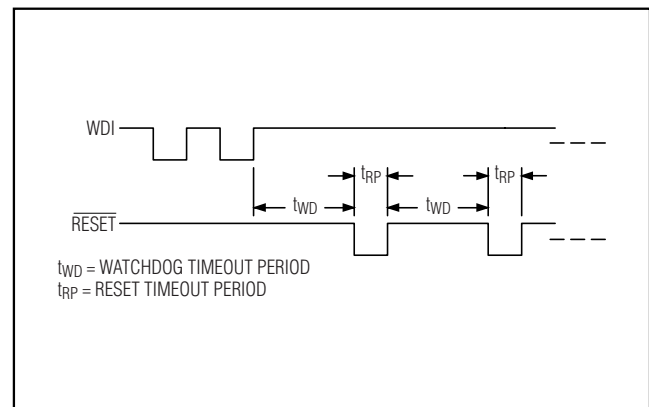 WDI
tRP tRP
tWD tWD
RESET
tWD = WATCHDOG TIMEOUT PERIOD
tRP = RESET TIMEOUT PERIOD